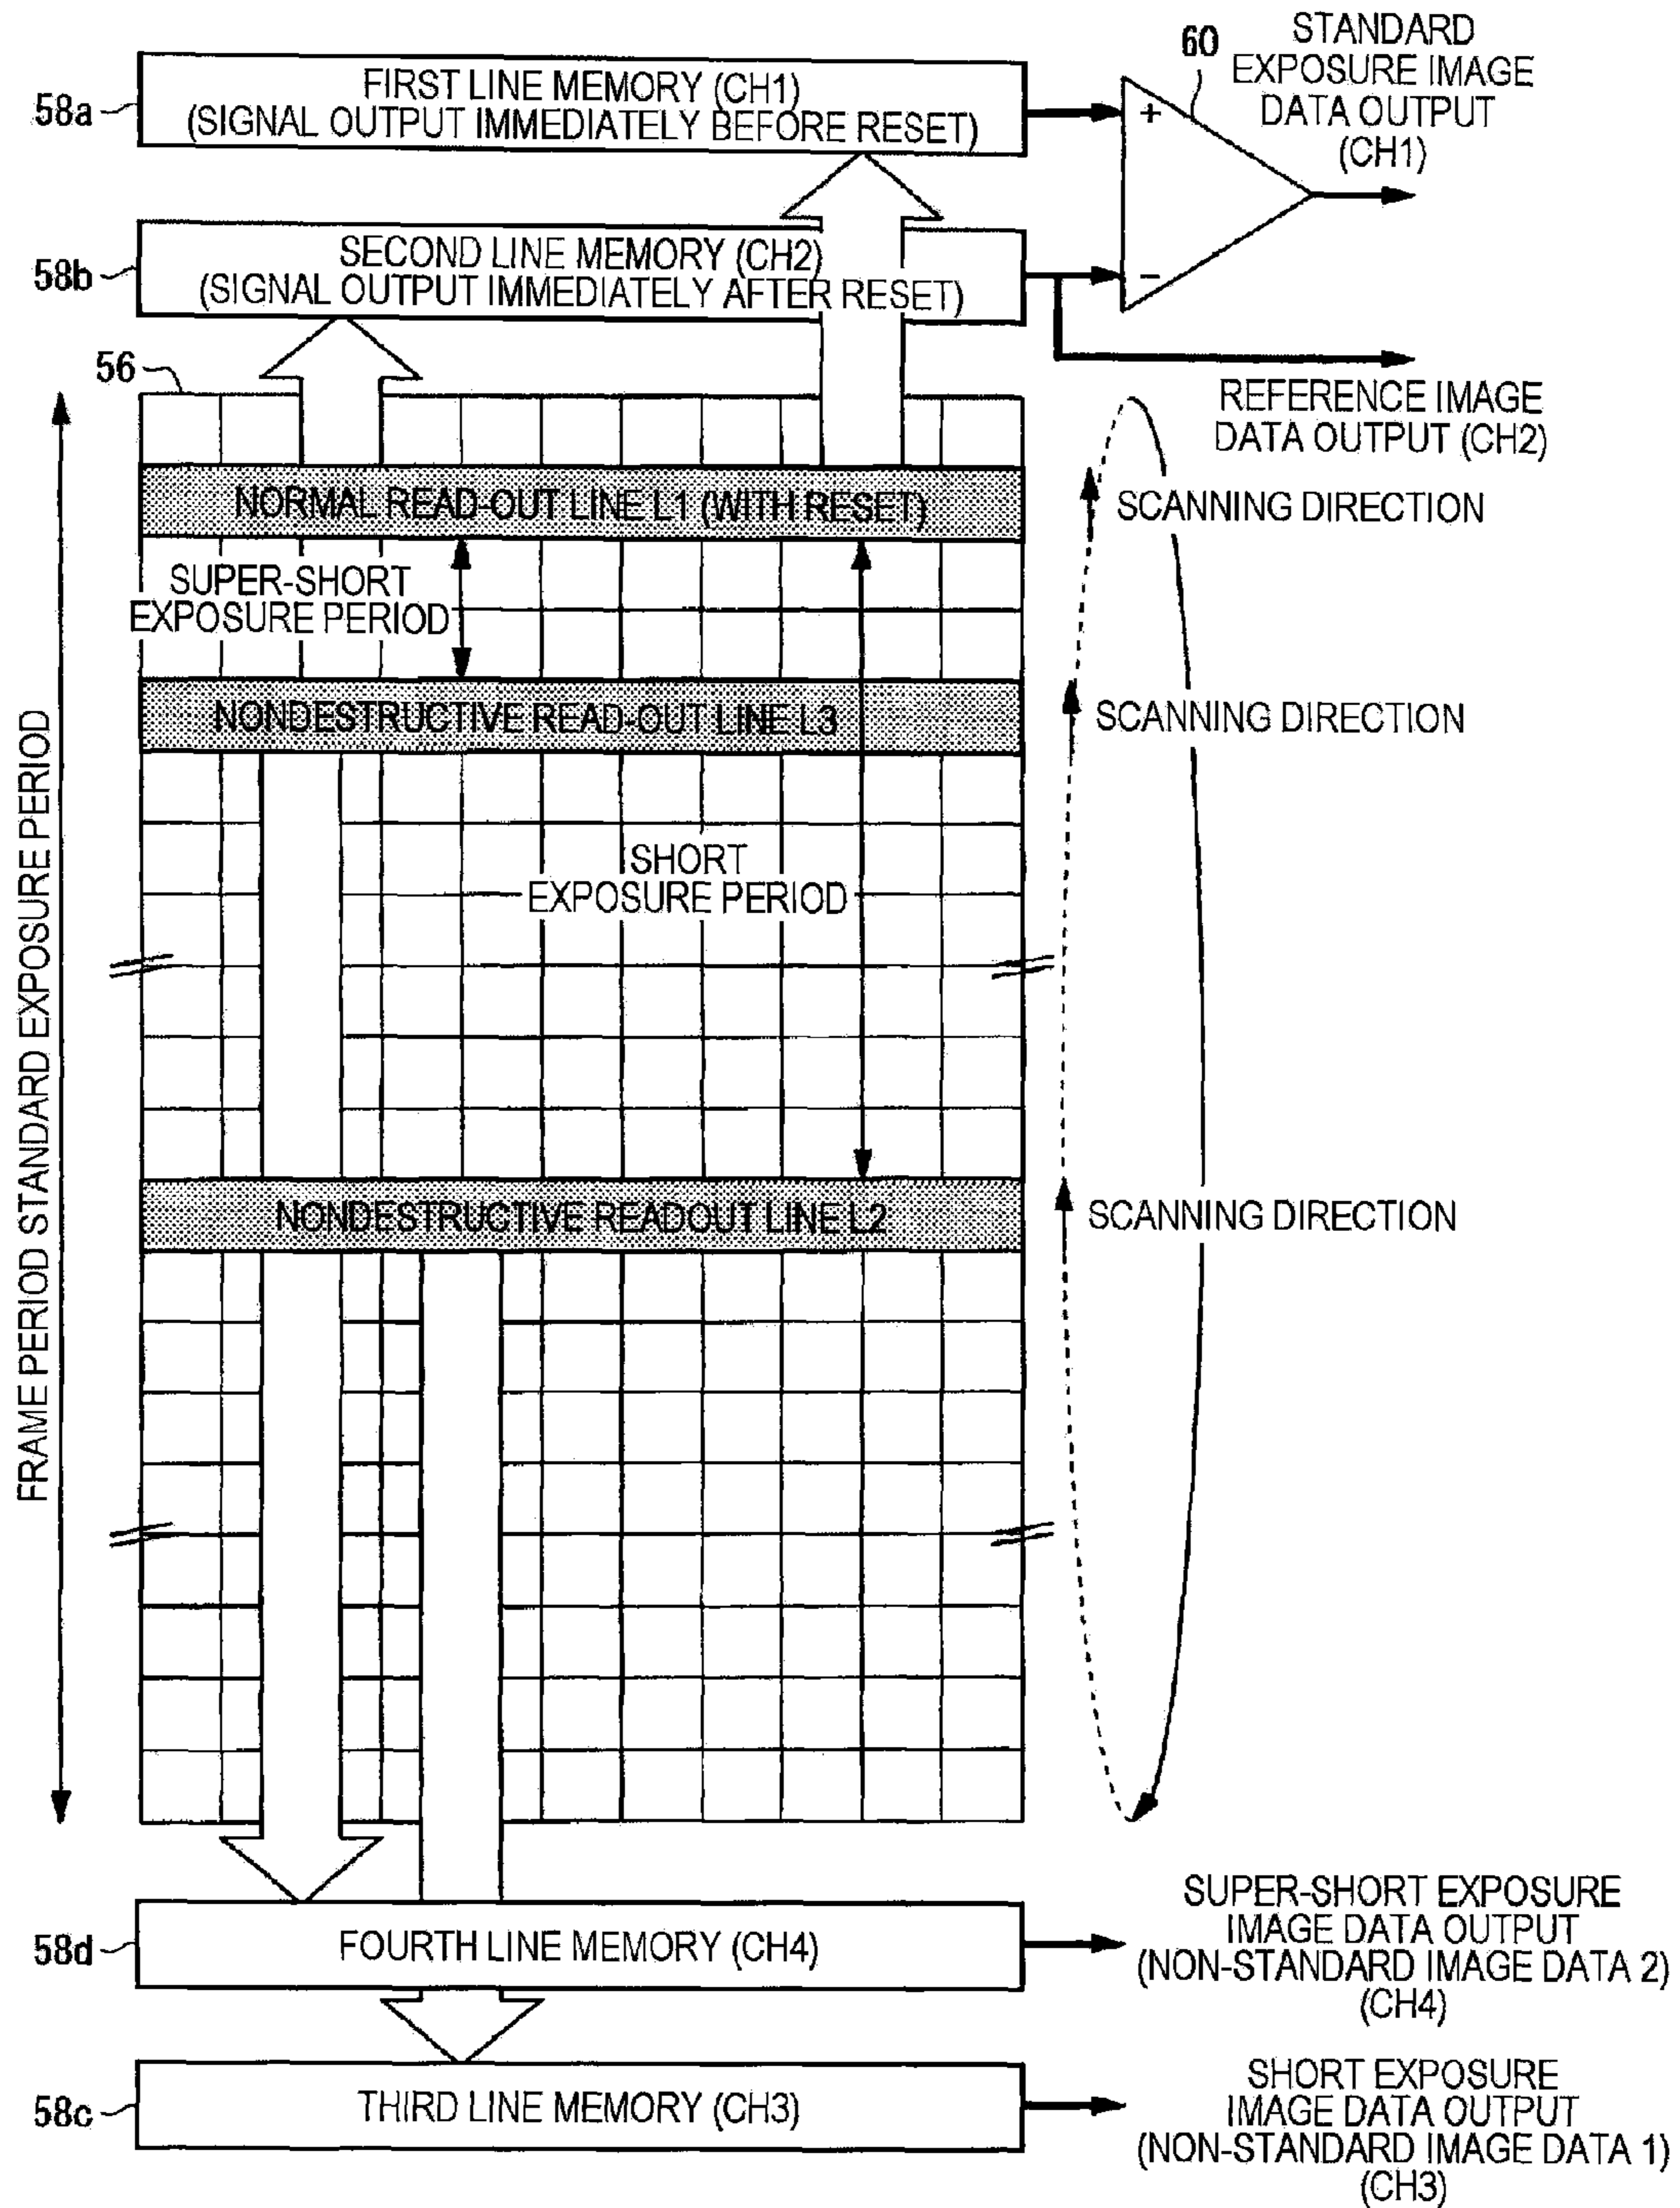 60
STANDARD
EXPOSURE IMAGE
DATA OUTPUT
(CH1)
58a
FIRST LINE MEMORY (CH1)
(SIGNAL OUTPUT IMMEDIATELY BEFORE RESET)
+
58b
SECOND LINE MEMORY (CH2)
(SIGNAL OUTPUT IMMEDIATELY AFTER RESET)
−
56
REFERENCE IMAGE
DATA OUTPUT (CH2)
NORMAL READ-OUT LINE L1 (WITH RESET)
SCANNING DIRECTION
SUPER-SHORT
EXPOSURE PERIOD
NONDESTRUCTIVE READ-OUT LINE L3
SCANNING DIRECTION
FRAME PERIOD STANDARD EXPOSURE PERIOD
SHORT
EXPOSURE PERIOD
NONDESTRUCTIVE READOUT LINE L2
SCANNING DIRECTION
58d
FOURTH LINE MEMORY (CH4)
SUPER-SHORT EXPOSURE
IMAGE DATA OUTPUT
(NON-STANDARD IMAGE DATA 2)
(CH4)
58c
THIRD LINE MEMORY (CH3)
SHORT EXPOSURE
IMAGE DATA OUTPUT
(NON-STANDARD IMAGE DATA 1)
(CH3)